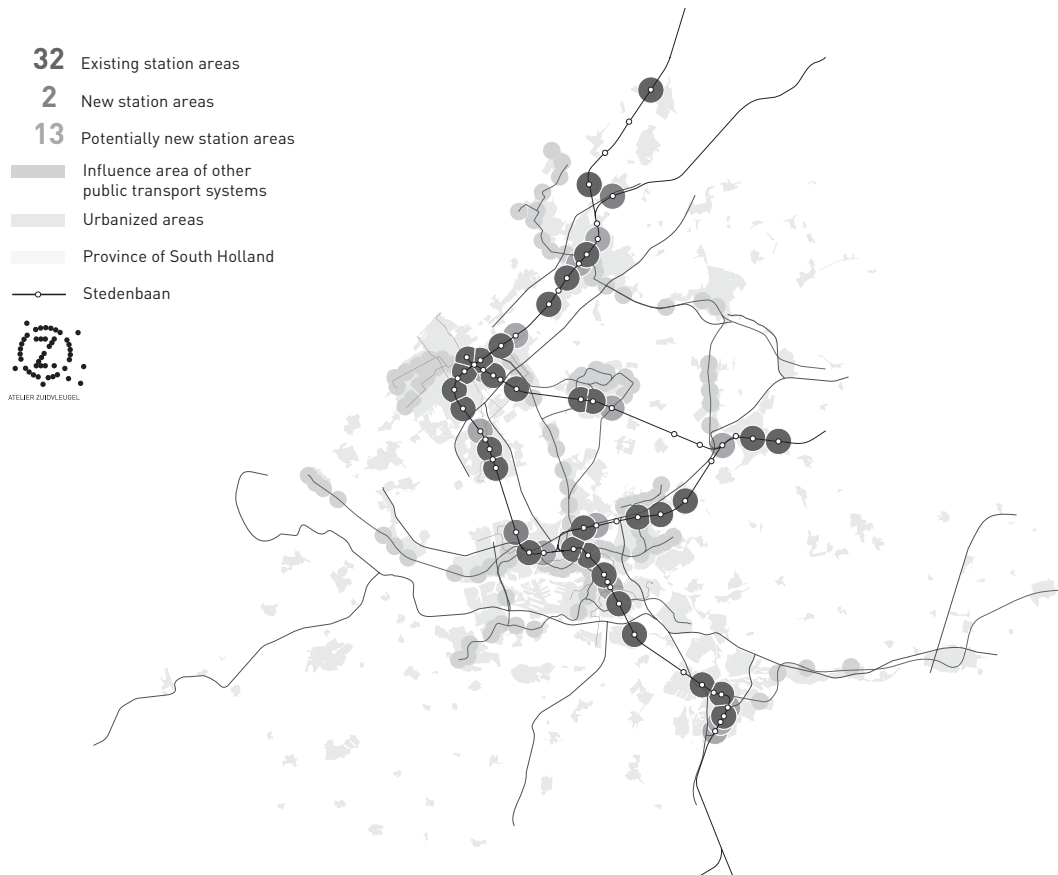 32 Existing station areas
2 New station areas
13 Potentially new station areas
Influence area of other
public transport systems
Urbanized areas
Province of South Holland
Stedenbaan
Z
ATELIER ZUIDVLEUGEL